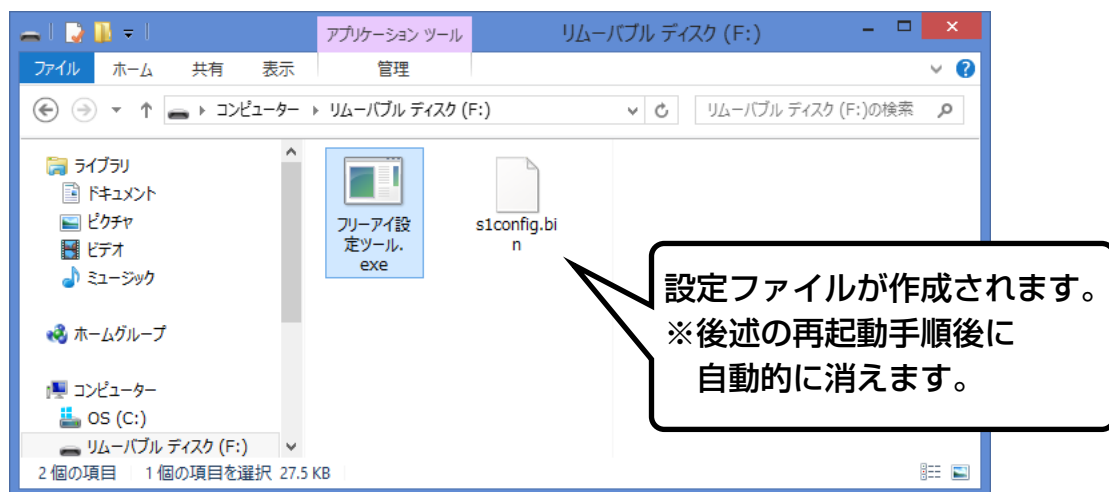 アプリケーション ツール
リムーバブル ディスク (F:)
ファイル ホーム 共有 表示 管理
コンピューター リムーバブル ディスク (F:)
リムーバブル ディスク (F:)の検索
ライブラリ
ドキュメント
ピクチャ
ビデオ
ミュージック
ホームグループ
コンピューター
OS (C:)
リムーバブル ディスク (F:)
フリーアイ設
定ツール.
exe
s1config.bi
n
設定ファイルが作成されます。
※後述の再起動手順後に
自動的に消えます。
2 個の項目 1 個の項目を選択 27.5 KB